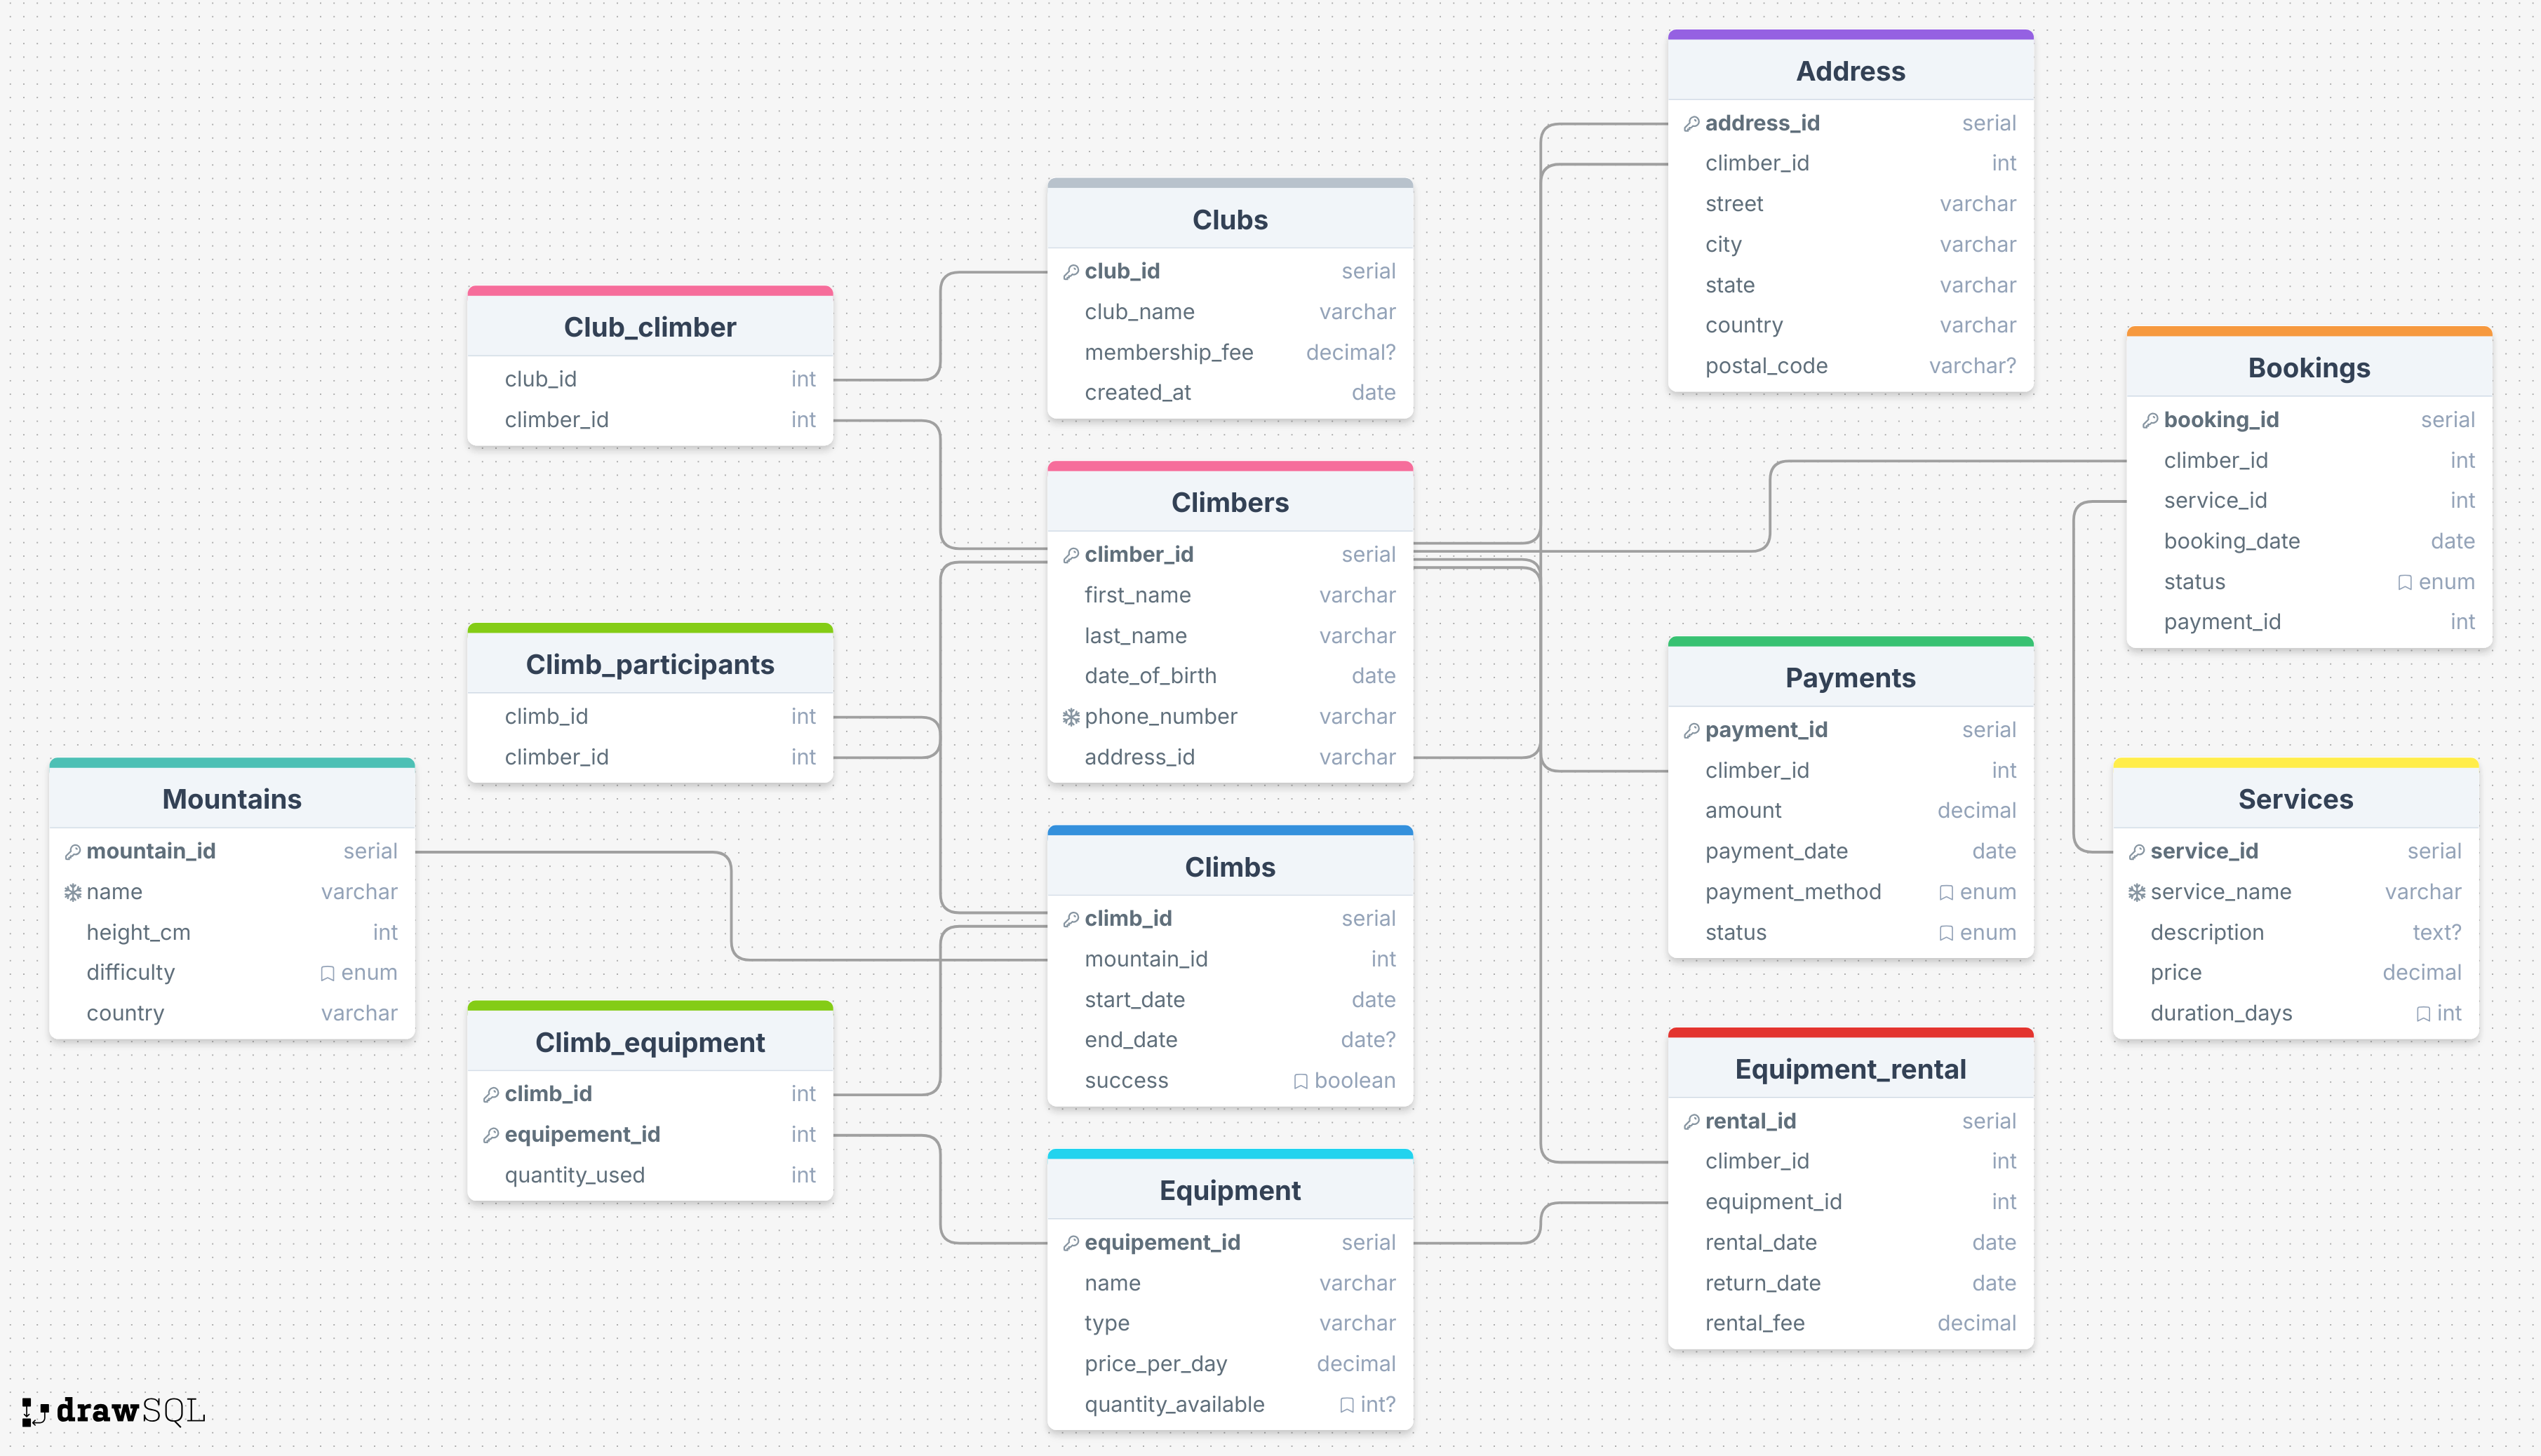 Address
address_id serial
climber_id int
street varchar
city varchar
state varchar
country varchar
postal_code varchar?
Clubs
club_id serial
club_name varchar
membership_fee decimal?
created_at date
Club_climber
club_id int
climber_id int
Bookings
booking_id serial
climber_id int
service_id int
booking_date date
status enum
payment_id int
Climbers
climber_id serial
first_name varchar
last_name varchar
date_of_birth date
phone_number varchar
address_id varchar
Climb_participants
climb_id int
climber_id int
Payments
payment_id serial
climber_id int
amount decimal
payment_date date
payment_method enum
status enum
Mountains
mountain_id serial
name varchar
height_cm int
difficulty enum
country varchar
Services
service_id serial
service_name varchar
description text?
price decimal
duration_days int
Climbs
climb_id serial
mountain_id int
start_date date
end_date date?
success boolean
Climb_equipment
climb_id int
equipement_id int
quantity_used int
Equipment_rental
rental_id serial
climber_id int
equipment_id int
rental_date date
return_date date
rental_fee decimal
Equipment
equipement_id serial
name varchar
type varchar
price_per_day decimal
quantity_available int?
drawSQL